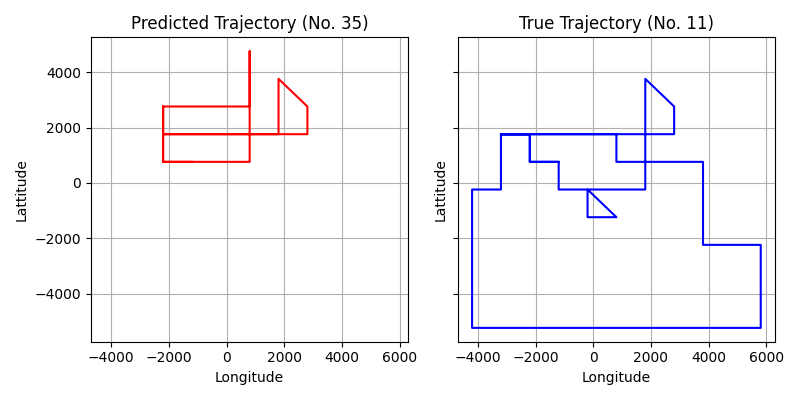 Predicted Trajectory (No. 35)
True Trajectory (No. 11)
Lattitude
4000
2000
0
−2000
−4000
−4000 −2000 0 2000 4000 6000
Longitude
Lattitude
−4000 −2000 0 2000 4000 6000
Longitude